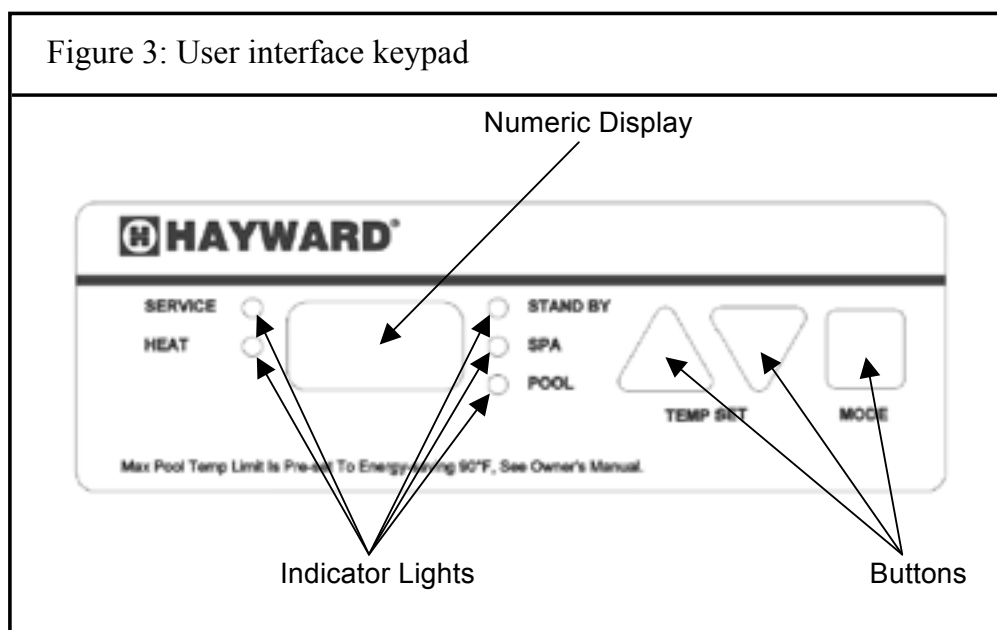 Figure 3: User interface keypad
Numeric Display
HAYWARD®
SERVICE
HEAT
STAND BY
SPA
POOL
TEMP SET
MODE
Max Pool Temp Limit Is Pre-set To Energy-saving 90°F, See Owner's Manual.
Indicator Lights
Buttons